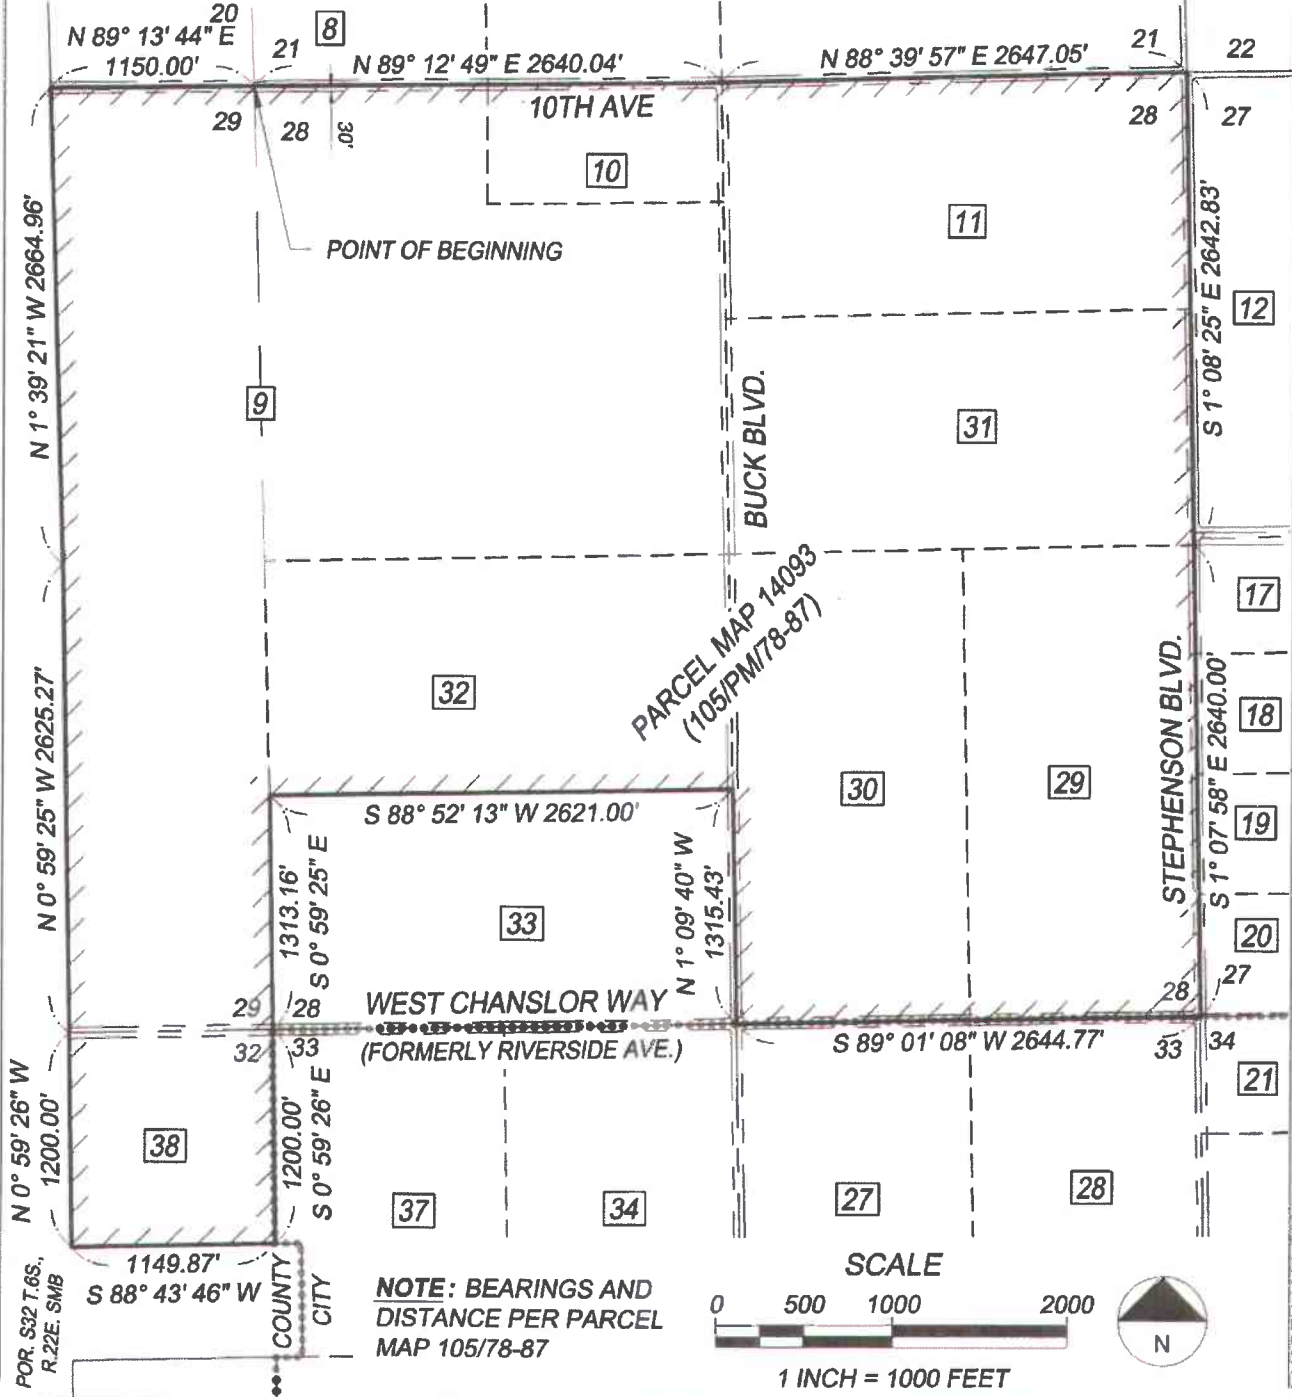 20
N 89° 13' 44" E
1150.00'
21
8
N 89° 12' 49" E 2640.04'
N 88° 39' 57" E 2647.05'
21
22
10TH AVE
29
28
30'
28
27
10
11
POINT OF BEGINNING
N 1° 39' 21" W 2664.96'
S 1° 08' 25" E 2642.83'
12
9
BUCK BLVD.
31
PARCEL MAP 14093
(105/PM/78-87)
17
N 0° 59' 25" W 2625.27'
32
STEPHENSON BLVD.
S 1° 07' 58" E 2640.00'
18
30
29
19
S 88° 52' 13" W 2621.00'
1313.16'
S 0° 59' 25" E
33
N 1° 09' 40" W
1315.43'
20
29
28
WEST CHANSLOR WAY
28
27
32
33
(FORMERLY RIVERSIDE AVE.)
S 89° 01' 08" W 2644.77'
33
34
21
N 0° 59' 26" W
1200.00'
38
1200.00'
S 0° 59' 26" E
37
34
27
28
1149.87'
S 88° 43' 46" W
POR. S32 T.6S.,
R.22E. SMB
COUNTY
CITY
NOTE: BEARINGS AND
DISTANCE PER PARCEL
MAP 105/78-87
SCALE
0 500 1000 2000
1 INCH = 1000 FEET
N